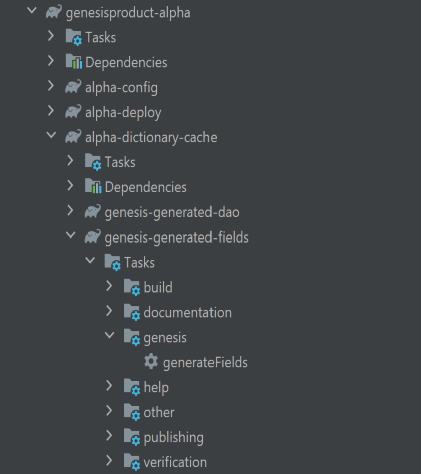 genesisproduct-alpha
Tasks
Dependencies
alpha-config
alpha-deploy
alpha-dictionary-cache
Tasks
Dependencies
genesis-generated-dao
genesis-generated-fields
Tasks
build
documentation
genesis
generateFields
help
other
publishing
verification